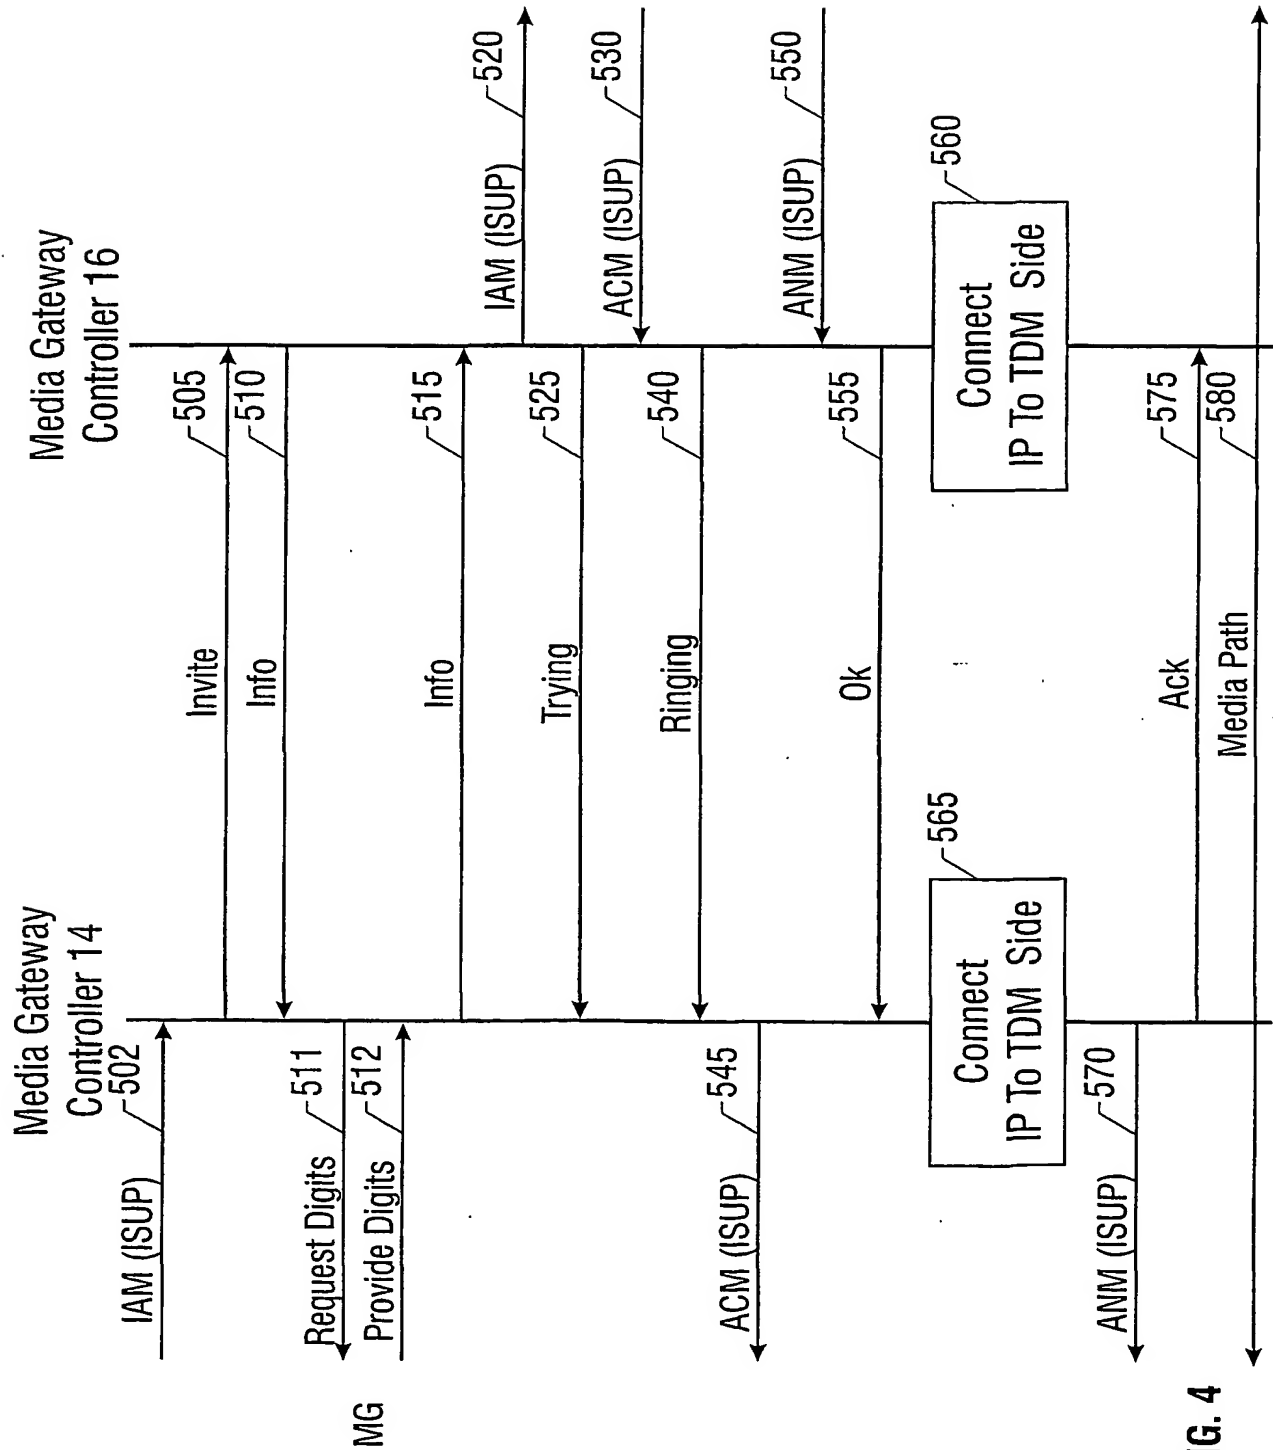 Media Gateway
Controller 14
Media Gateway
Controller 16
IAM (ISUP)
502
Invite
505
Info
510
MG
Request Digits
511
Provide Digits
512
Info
515
IAM (ISUP)
520
Trying
525
ACM (ISUP)
530
Ringing
540
ACM (ISUP)
545
ANM (ISUP)
550
Ok
555
Connect
IP To TDM Side
560
Connect
IP To TDM Side
565
ANM (ISUP)
570
Ack
575
Media Path
580
G. 4